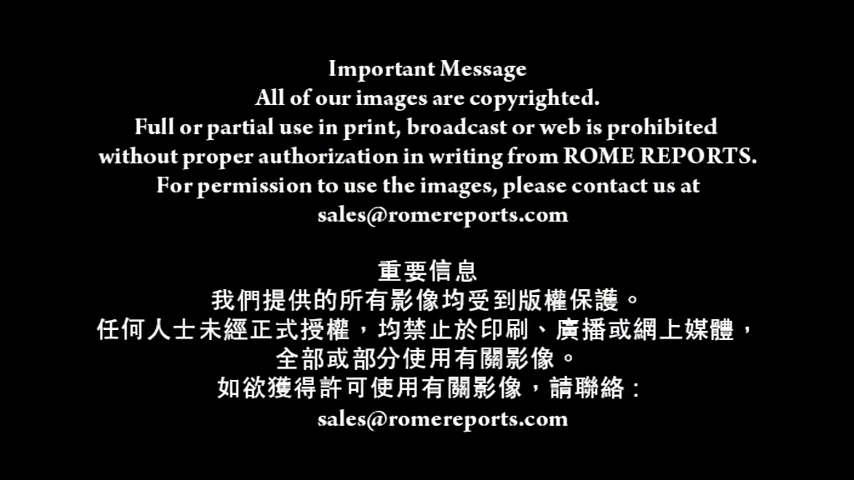 Important Message
All of our images are copyrighted.
Full or partial use in print, broadcast or web is prohibited
without proper authorization in writing from ROME REPORTS.
For permission to use the images, please contact us at
sales@romereports.com
重要信息
我們提供的所有影像均受到版權保護。
任何人士未經正式授權，均禁止於印刷、廣播或網上媒體，
全部或部分使用有關影像。
如欲獲得許可使用有關影像，請聯絡：
sales@romereports.com